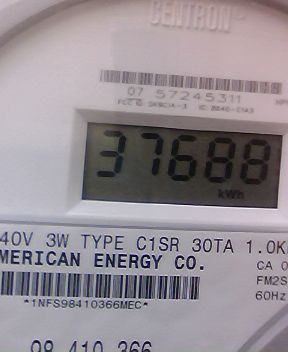 CENTRON
07 57245311
37688
kWh
40V 3W TYPE C1SR 30TA 1.0K
MERICAN ENERGY CO.
CA 0
FM2S
60Hz
*1NFS98410366MEC*
98 410 366